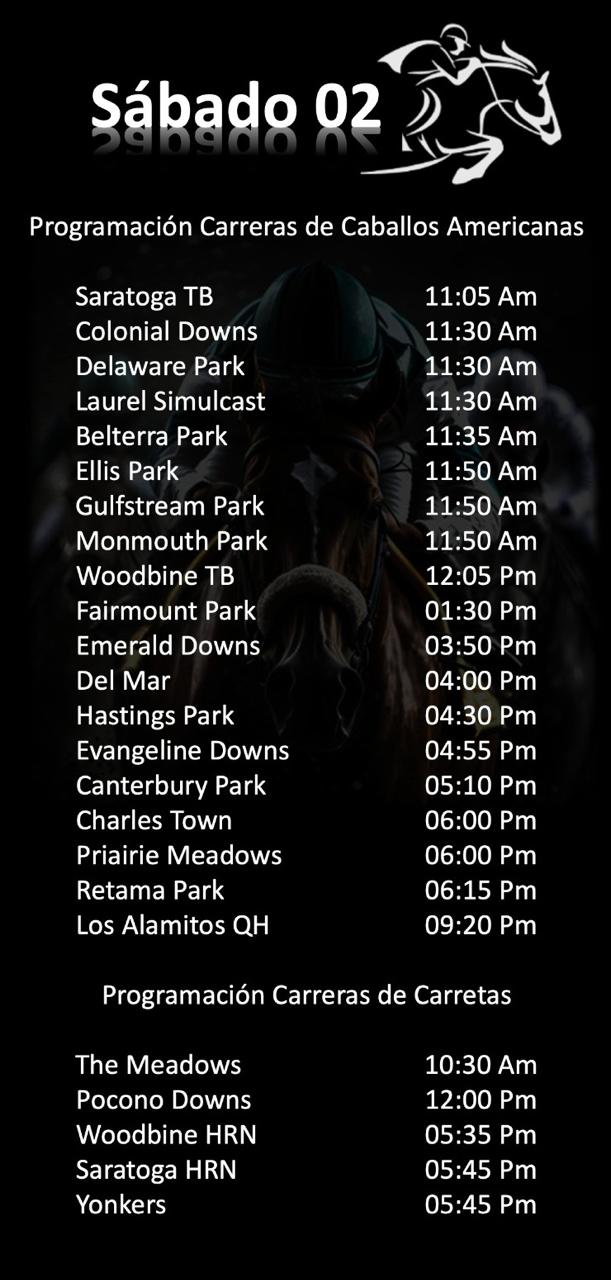 Sábado 02
Programación Carreras de Caballos Americanas
Saratoga TB 11:05 Am
Colonial Downs 11:30 Am
Delaware Park 11:30 Am
Laurel Simulcast 11:30 Am
Belterra Park 11:35 Am
Ellis Park 11:50 Am
Gulfstream Park 11:50 Am
Monmouth Park 11:50 Am
Woodbine TB 12:05 Pm
Fairmount Park 01:30 Pm
Emerald Downs 03:50 Pm
Del Mar 04:00 Pm
Hastings Park 04:30 Pm
Evangeline Downs 04:55 Pm
Canterbury Park 05:10 Pm
Charles Town 06:00 Pm
Priairie Meadows 06:00 Pm
Retama Park 06:15 Pm
Los Alamitos QH 09:20 Pm
Programación Carreras de Carretas
The Meadows 10:30 Am
Pocono Downs 12:00 Pm
Woodbine HRN 05:35 Pm
Saratoga HRN 05:45 Pm
Yonkers 05:45 Pm